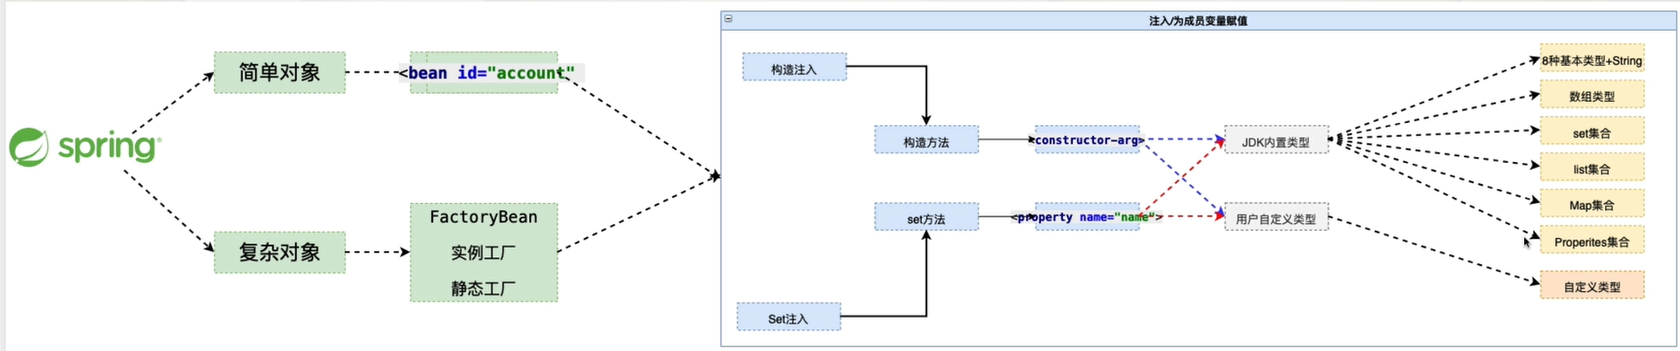 注入/为成员变量赋值
简单对象
<bean id="account"
spring
复杂对象
FactoryBean
实例工厂
静态工厂
构造注入
构造方法
constructor-arg>
set方法
<property name="name">
Set注入
JDK内置类型
用户自定义类型
8种基本类型+String
数组类型
set集合
list集合
Map集合
Properites集合
自定义类型